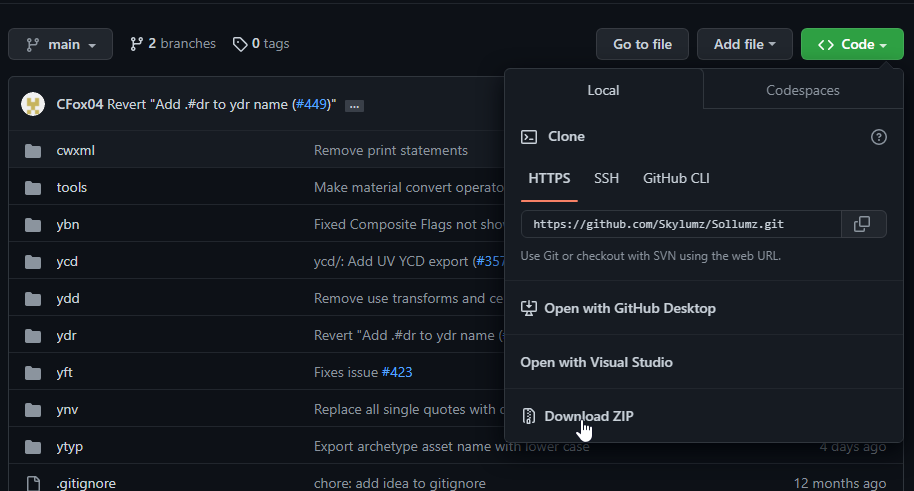 main
2 branches
0 tags
Go to file
Add file
Code
CFox04 Revert "Add .#dr to ydr name (#449)" ...
Local
Codespaces
Clone
HTTPS
SSH
GitHub CLI
https://github.com/Skylumz/Sollumz.git
Use Git or checkout with SVN using the web URL.
Open with GitHub Desktop
Open with Visual Studio
Download ZIP
cwxml
Remove print statements
tools
Make material convert operato
ybn
Fixed Composite Flags not show
ycd
ycd/: Add UV YCD export (#357
ydd
Remove use transforms and ce
ydr
Revert "Add .#dr to ydr name (
yft
Fixes issue #423
ynv
Replace all single quotes with
ytyp
Export archetype asset name with lower case
4 days ago
.gitignore
chore: add idea to gitignore
12 months ago